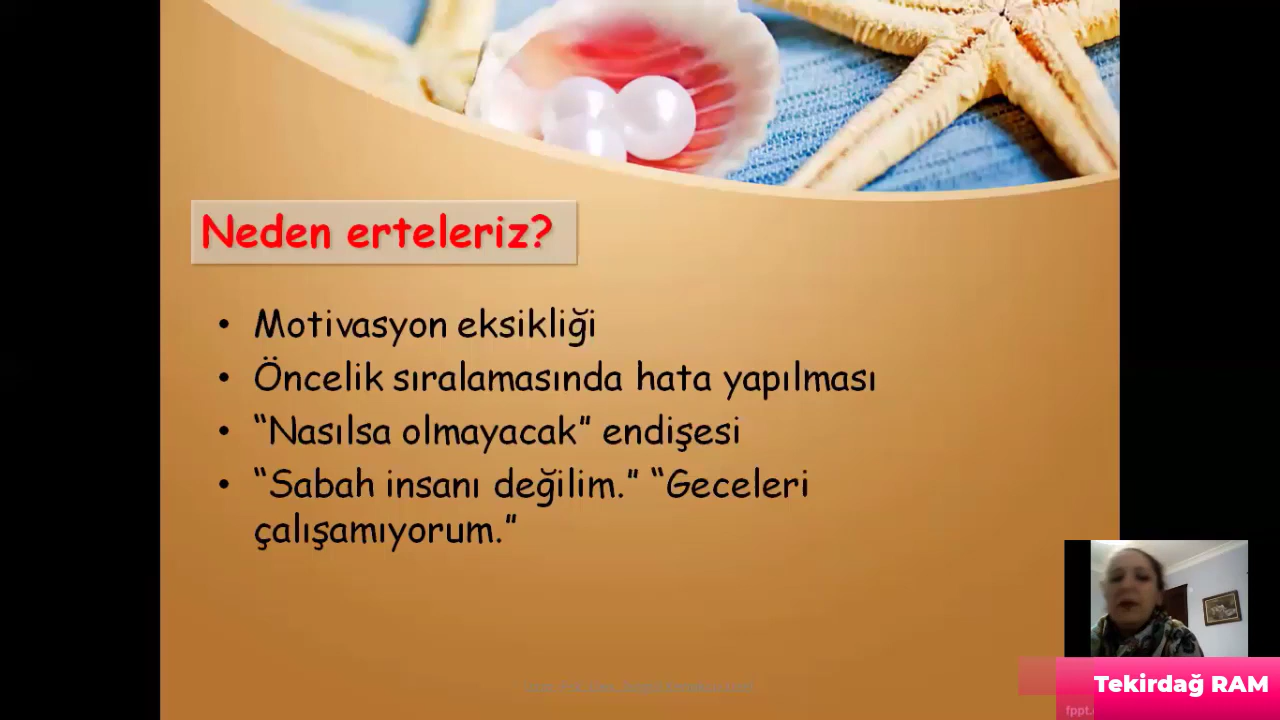 Neden erteleriz?
• Motivasyon eksikliği
• Öncelik sıralamasında hata yapılması
• “Nasılsa olmayacak” endişesi
• “Sabah insanı değilim.” “Geceleri
çalışamıyorum.”
Tekirdağ RAM